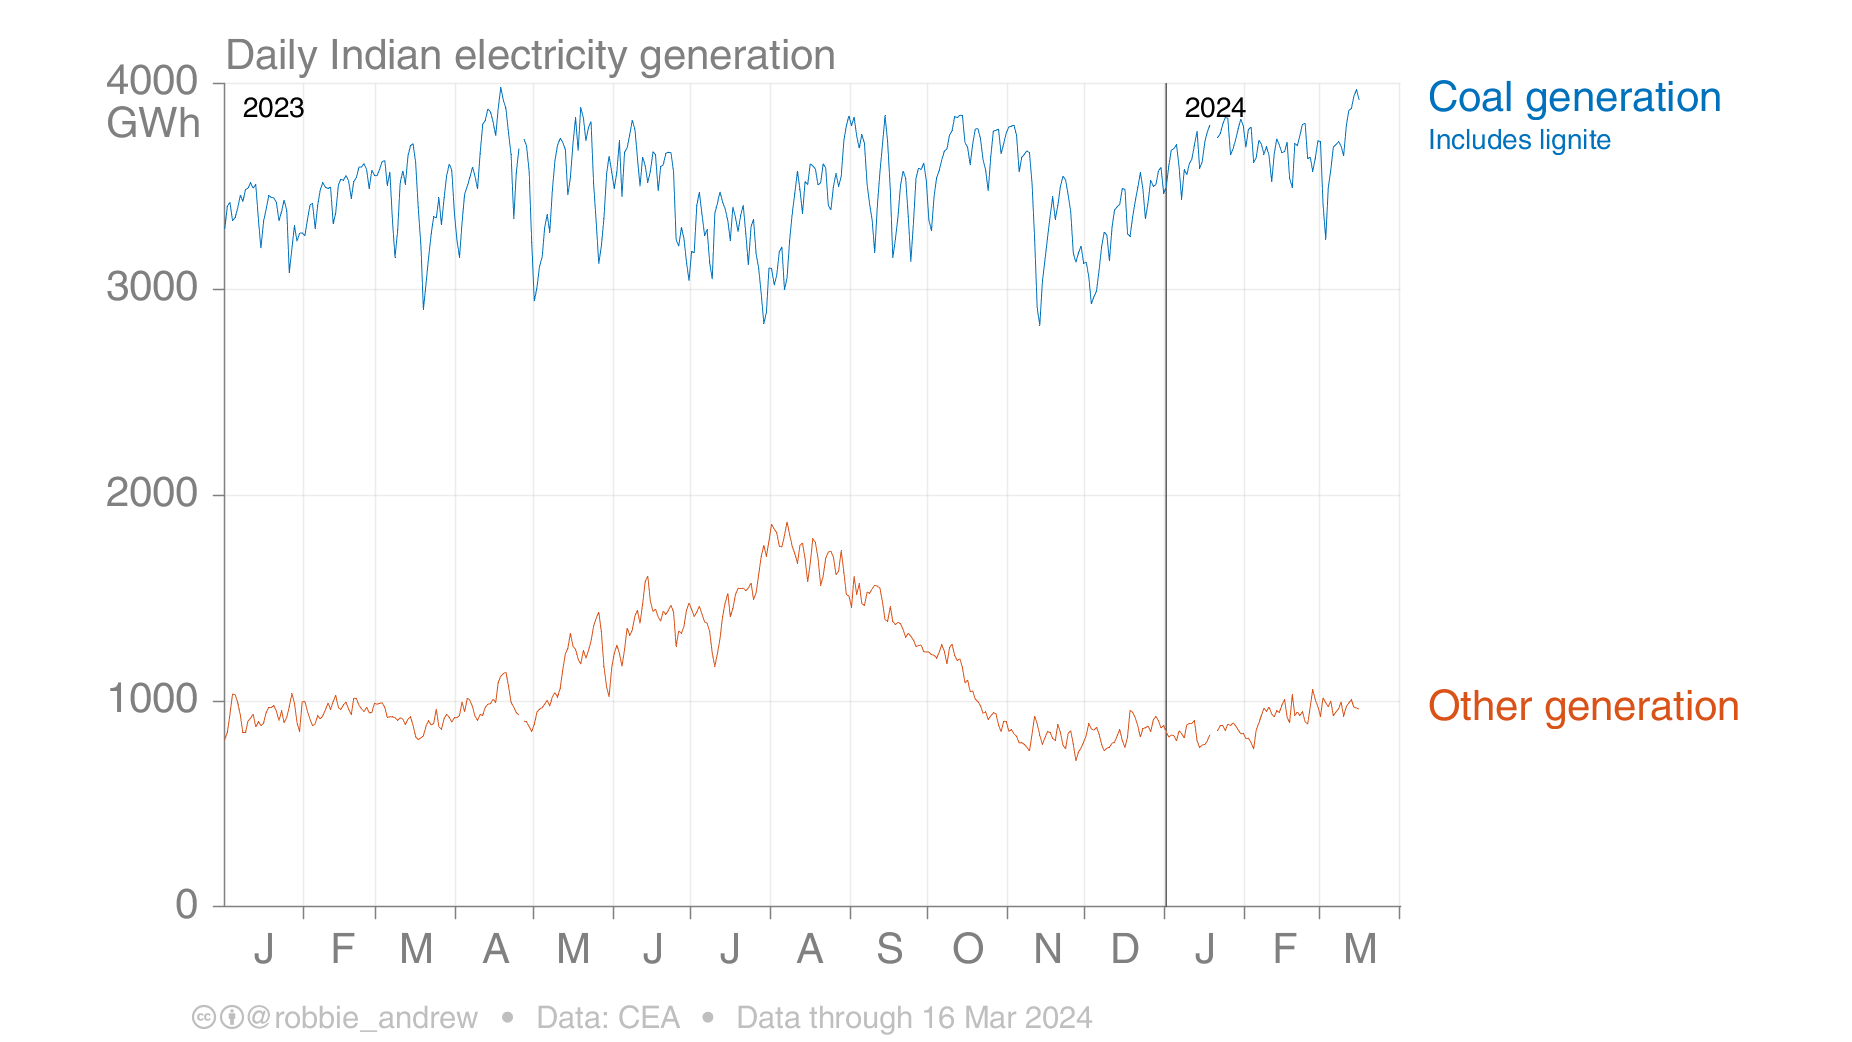 Daily Indian electricity generation
4000
GWh
2023
2024
Coal generation
Includes lignite
3000
2000
1000
Other generation
0
J F M A M J J A S O N D J F M
@robbie_andrew • Data: CEA • Data through 16 Mar 2024